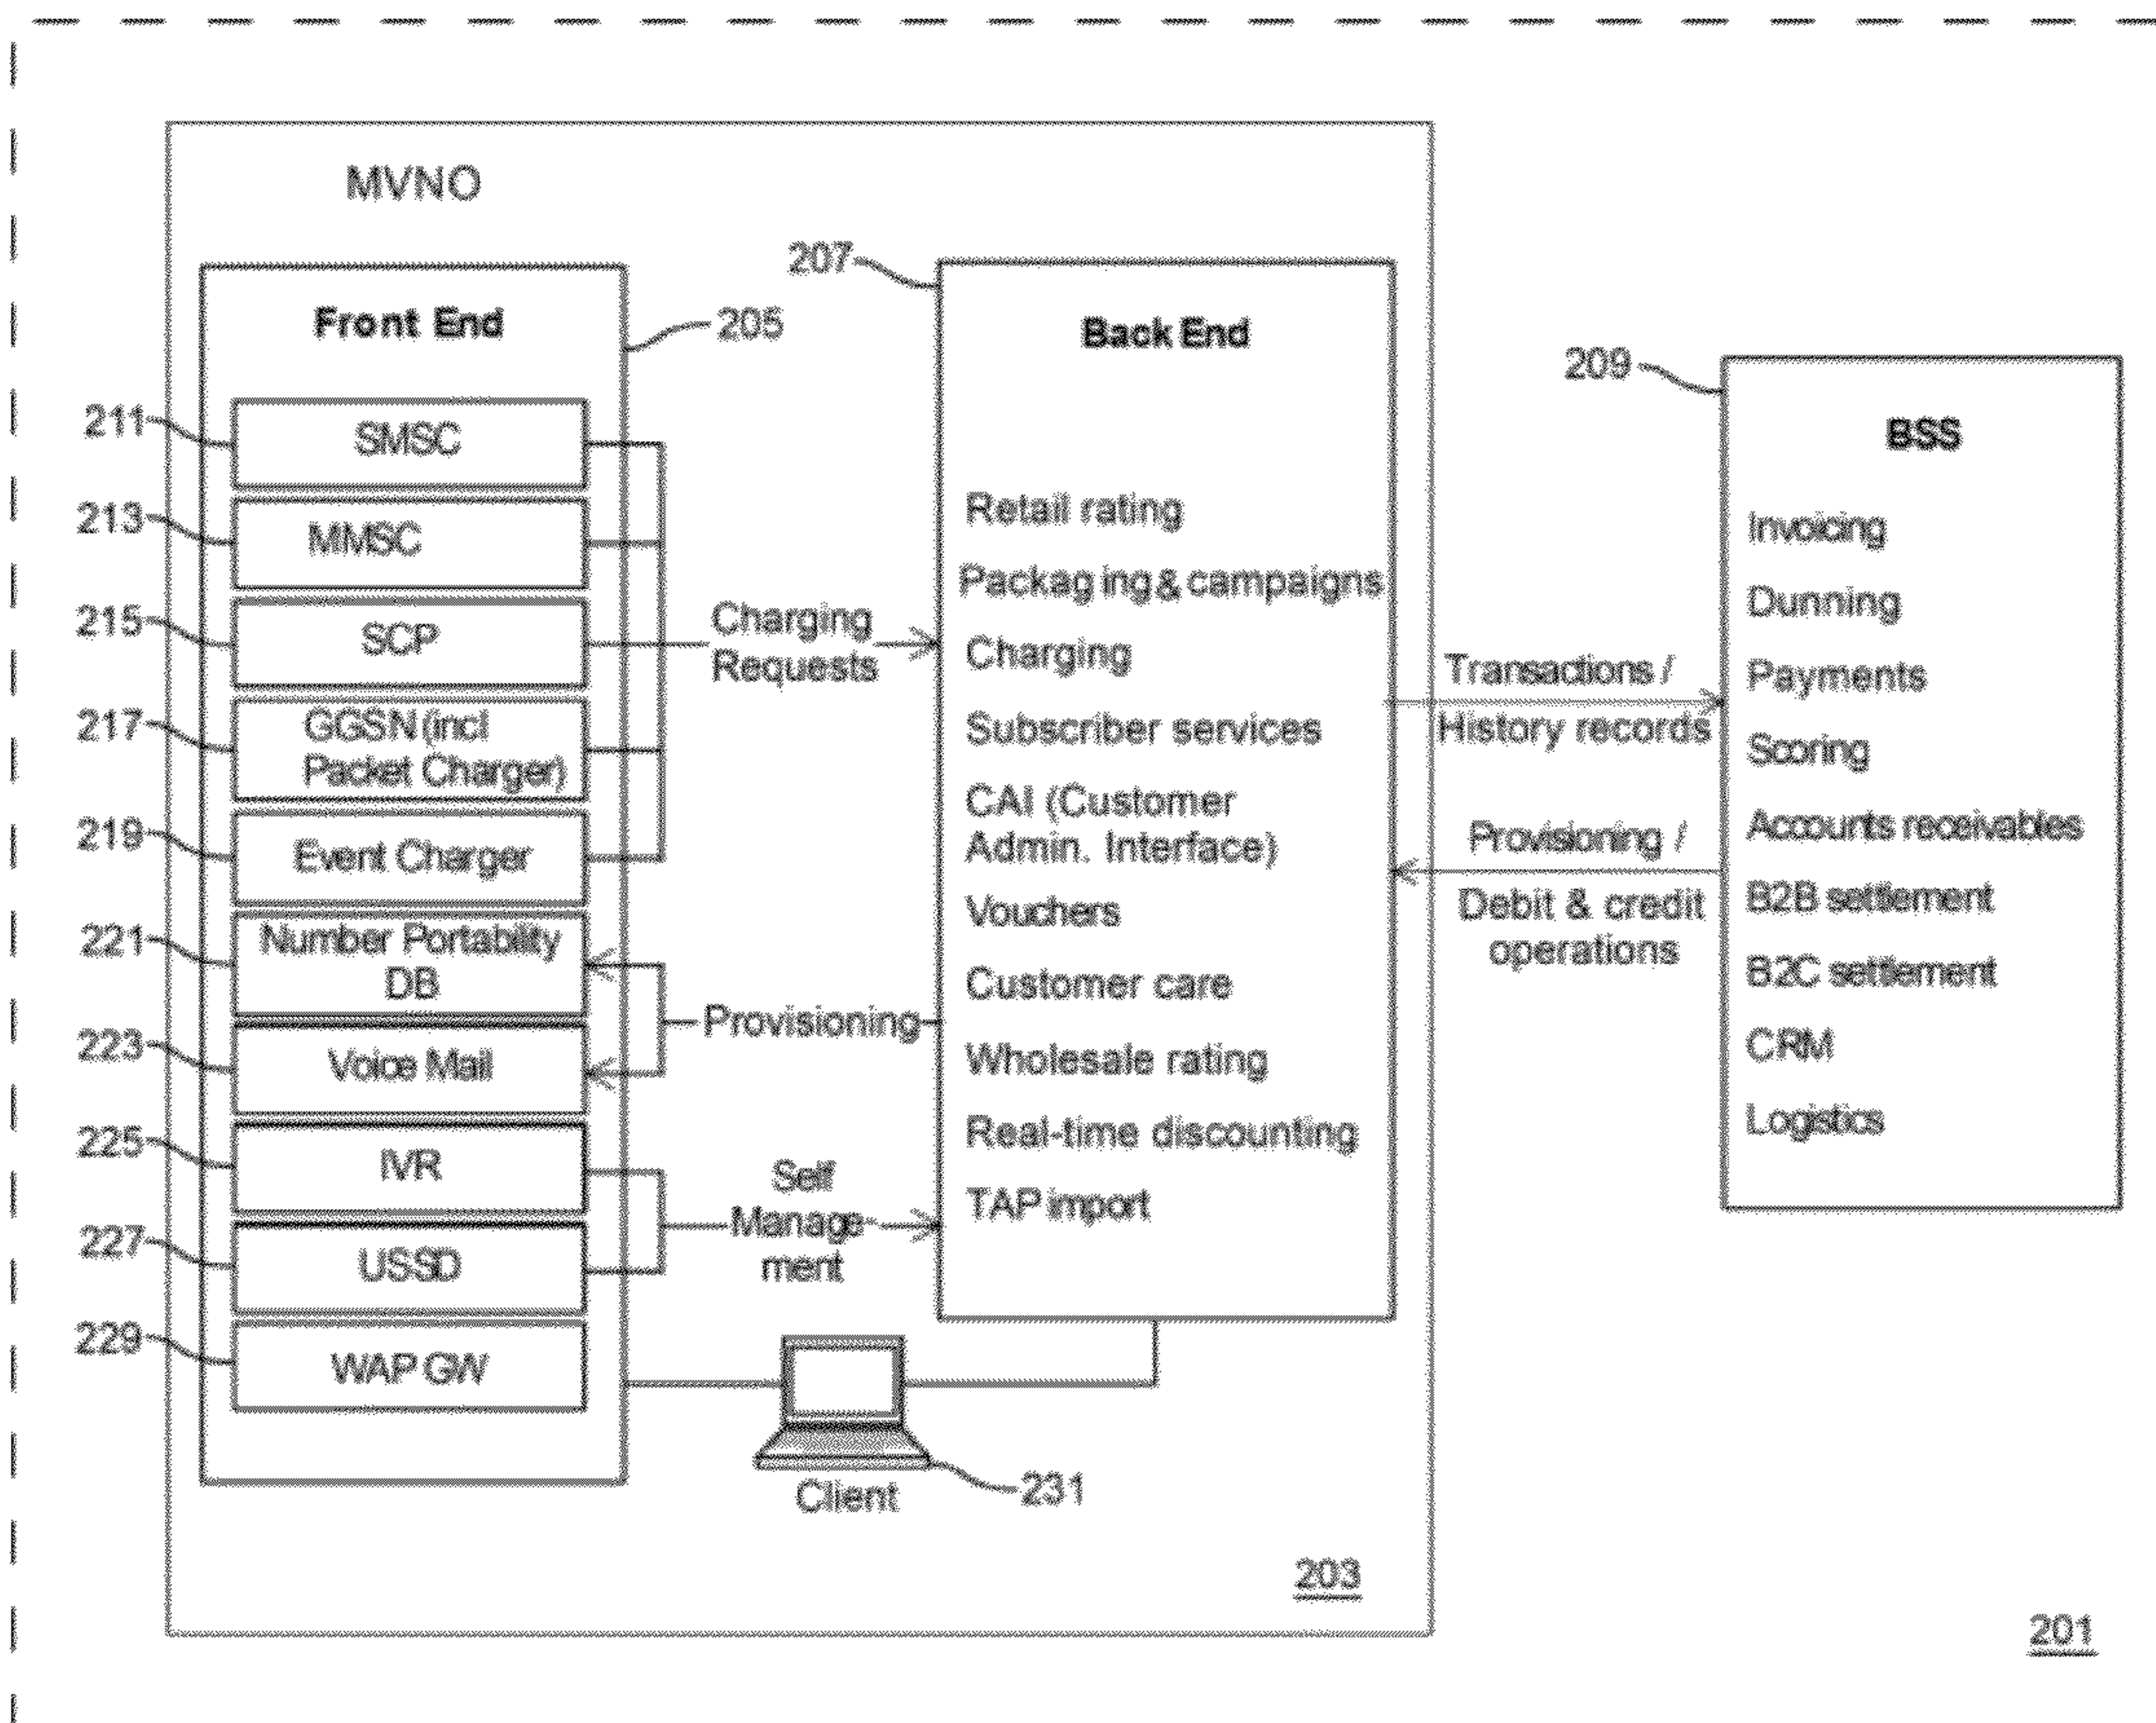 MVNO
Front End
205
211
SMSC
213
MMSC
215
SCP
217
GGSN (incl
Packet Charger)
219
Event Charger
221
Number Portability
DB
223
Voice Mail
225
IVR
227
USSD
229
WAP GW
Charging
Requests
Provisioning
Self
Manage-
ment
Client
231
207
Back End
Retail rating
Packaging & campaigns
Charging
Subscriber services
CAI (Customer
Admin. Interface)
Vouchers
Customer care
Wholesale rating
Real-time discounting
TAP import
203
Transactions /
History records
Provisioning /
Debit & credit
operations
209
BSS
Invoicing
Dunning
Payments
Scoring
Accounts receivables
B2B settlement
B2C settlement
CRM
Logistics
201